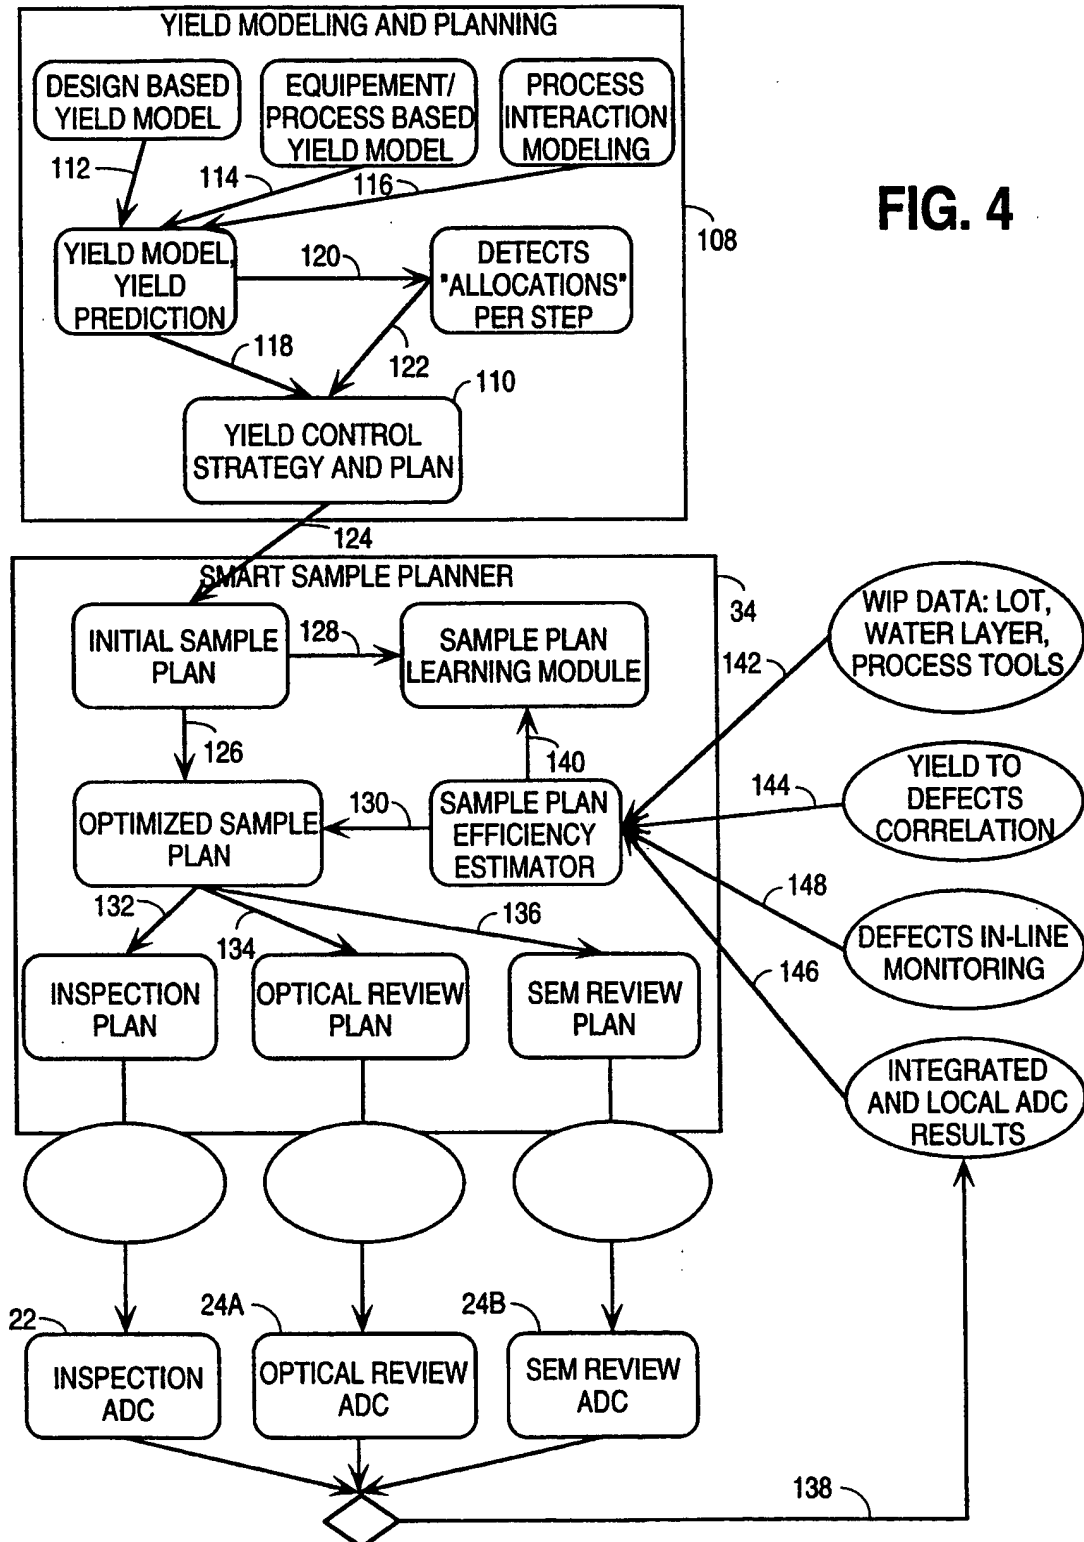 YIELD MODELING AND PLANNING
DESIGN BASED
YIELD MODEL
EQUIPEMENT/
PROCESS BASED
YIELD MODEL
PROCESS
INTERACTION
MODELING
112
114
116
FIG. 4
108
YIELD MODEL,
YIELD
PREDICTION
120
DETECTS
"ALLOCATIONS"
PER STEP
118
122
110
YIELD CONTROL
STRATEGY AND PLAN
124
SMART SAMPLE PLANNER
34
INITIAL SAMPLE
PLAN
128
SAMPLE PLAN
LEARNING MODULE
WIP DATA: LOT,
WATER LAYER,
PROCESS TOOLS
142
126
140
OPTIMIZED SAMPLE
PLAN
130
SAMPLE PLAN
EFFICIENCY
ESTIMATOR
144
YIELD TO
DEFECTS
CORRELATION
132
134
136
148
DEFECTS IN-LINE
MONITORING
146
INSPECTION
PLAN
OPTICAL REVIEW
PLAN
SEM REVIEW
PLAN
INTEGRATED
AND LOCAL ADC
RESULTS
22
24A
24B
INSPECTION
ADC
OPTICAL REVIEW
ADC
SEM REVIEW
ADC
138